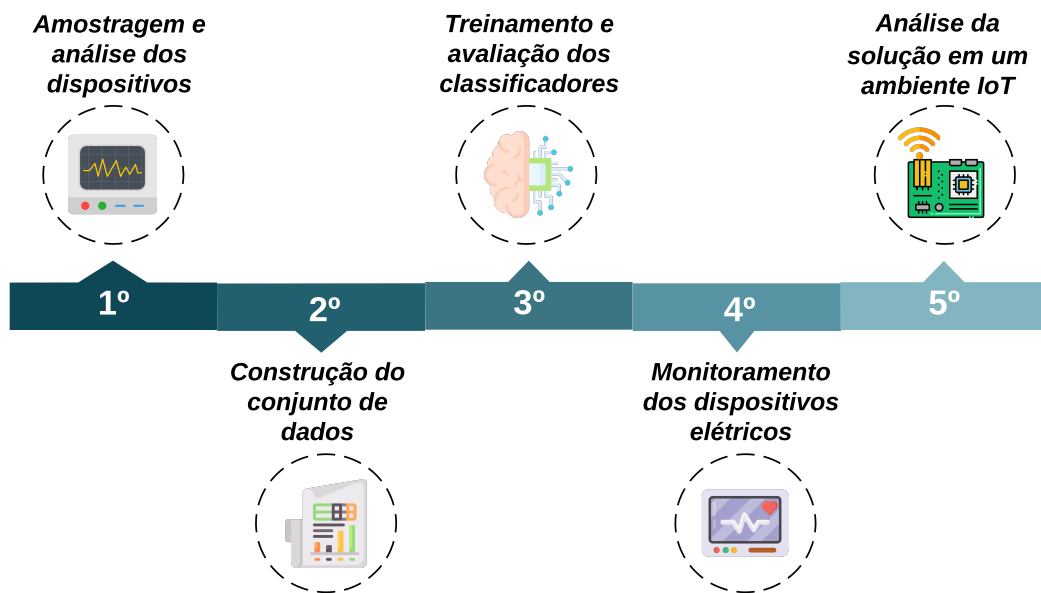 Amostragem e
análise dos
dispositivos
Treinamento e
avaliação dos
classificadores
Análise da
solução em um
ambiente IoT
1º
2º
3º
4º
5º
Construção do
conjunto de
dados
Monitoramento
dos dispositivos
elétricos